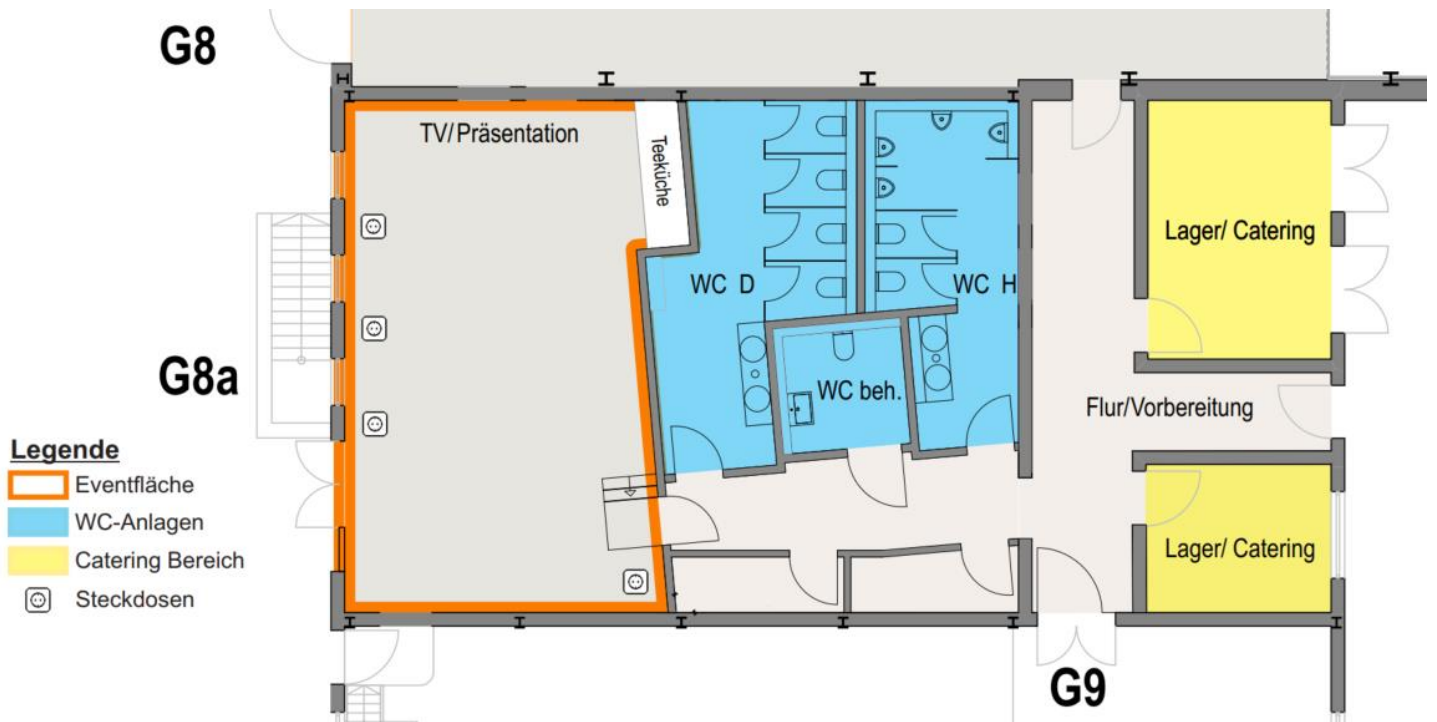 G8
TV/Präsentation
Teeküche
WC D
WC H
WC beh.
Lager/ Catering
Flur/Vorbereitung
Lager/ Catering
G8a
Legende
Eventfläche
WC-Anlagen
Catering Bereich
Steckdosen
G9